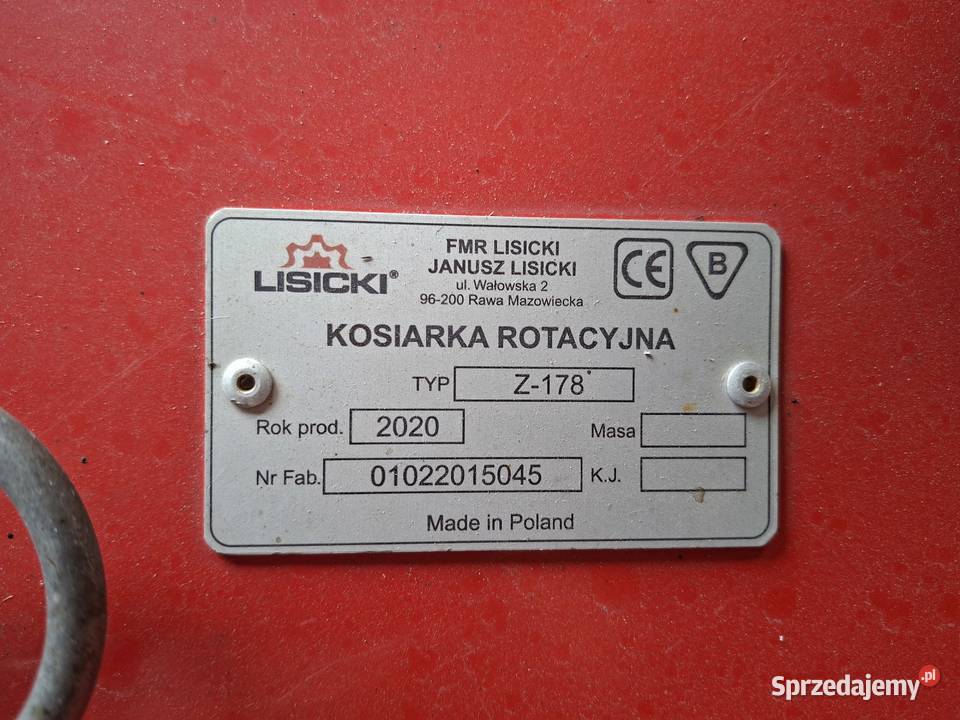 LISICKI®
FMR LISICKI
JANUSZ LISICKI
ul. Wałowska 2
96-200 Rawa Mazowiecka
CE
B
KOSIARKA ROTACYJNA
TYP Z-178
Rok prod. 2020
Masa
Nr Fab. 01022015045
K.J.
Made in Poland
Sprzedajemy.pl